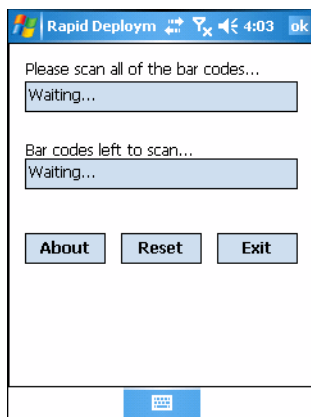 Rapid Deploym 4:03 ok
Please scan all of the bar codes...
Waiting...
Bar codes left to scan...
Waiting...
About Reset Exit